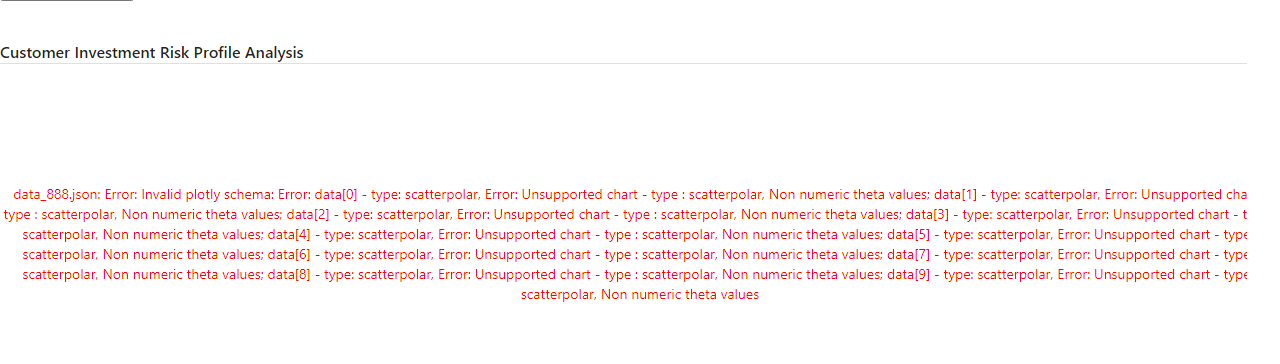 Customer Investment Risk Profile Analysis
data_888.json: Error: Invalid plotly schema: Error: data[0] - type: scatterpolar, Error: Unsupported chart - type : scatterpolar, Non numeric theta values; data[1] - type: scatterpolar, Error: Unsupported cha
type : scatterpolar, Non numeric theta values; data[2] - type: scatterpolar, Error: Unsupported chart - type : scatterpolar, Non numeric theta values; data[3] - type: scatterpolar, Error: Unsupported chart - t
scatterpolar, Non numeric theta values; data[4] - type: scatterpolar, Error: Unsupported chart - type : scatterpolar, Non numeric theta values; data[5] - type: scatterpolar, Error: Unsupported chart - type
scatterpolar, Non numeric theta values; data[6] - type: scatterpolar, Error: Unsupported chart - type : scatterpolar, Non numeric theta values; data[7] - type: scatterpolar, Error: Unsupported chart - type
scatterpolar, Non numeric theta values; data[8] - type: scatterpolar, Error: Unsupported chart - type : scatterpolar, Non numeric theta values; data[9] - type: scatterpolar, Error: Unsupported chart - type
scatterpolar, Non numeric theta values